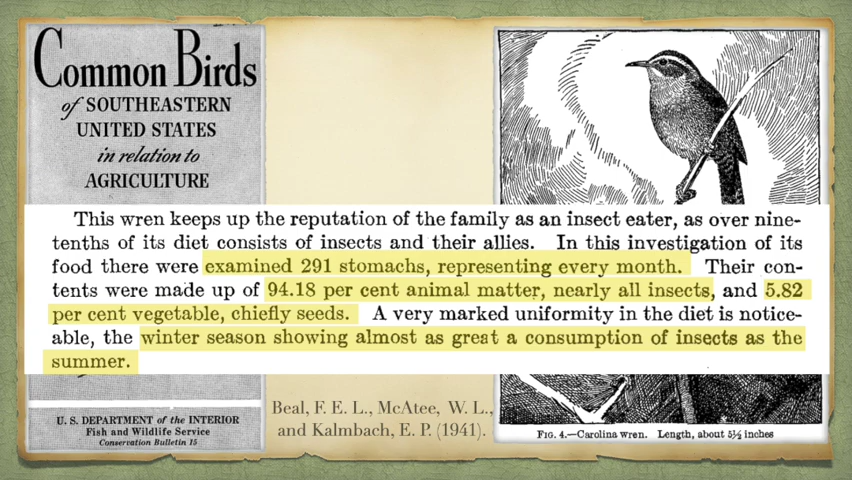 Common Birds
of SOUTHEASTERN
UNITED STATES
in relation to
AGRICULTURE
This wren keeps up the reputation of the family as an insect eater, as over nine-
tenths of its diet consists of insects and their allies. In this investigation of its
food there were examined 291 stomachs, representing every month. Their con-
tents were made up of 94.18 per cent animal matter, nearly all insects, and 5.82
per cent vegetable, chiefly seeds. A very marked uniformity in the diet is notice-
able, the winter season showing almost as great a consumption of insects as the
summer.
U. S. DEPARTMENT of the INTERIOR
Fish and Wildlife Service
Conservation Bulletin 15
Beal, F. E. L., McAtee, W. L.,
and Kalmbach, E. P. (1941).
FIG. 4.—Carolina wren. Length, about 5½ inches